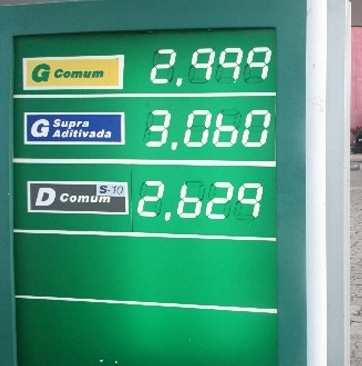 G Comum 2,999
G Supra Aditivada 3,060
D Comum S-10 2,629